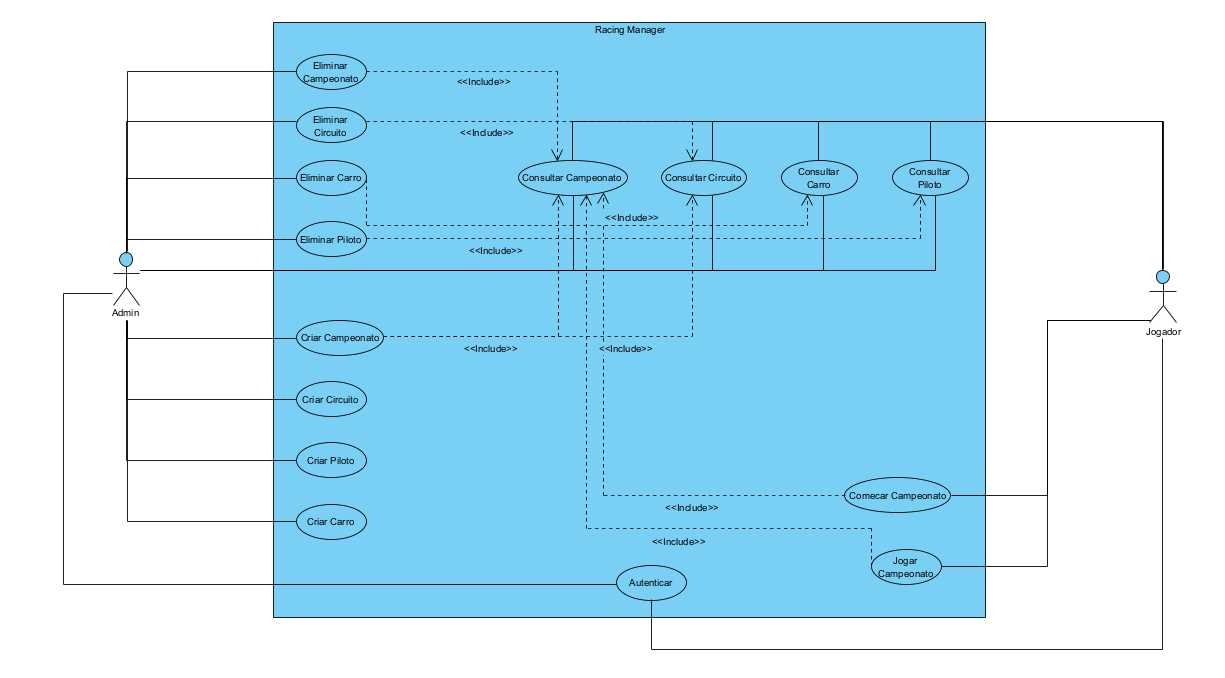 Racing Manager
Eliminar
Campeonato
<<Include>>
Eliminar
Circuito
<<Include>>
Eliminar Carro
Consultar Campeonato
Consultar Circuito
Consultar
Carro
Consultar
Piloto
<<Include>>
Eliminar Piloto
<<Include>>
Admin
Jogador
Criar Campeonato
<<Include>>
<<Include>>
Criar Circuito
Criar Piloto
Comecar Campeonato
<<Include>>
Criar Carro
<<Include>>
Jogar
Campeonato
Autenticar